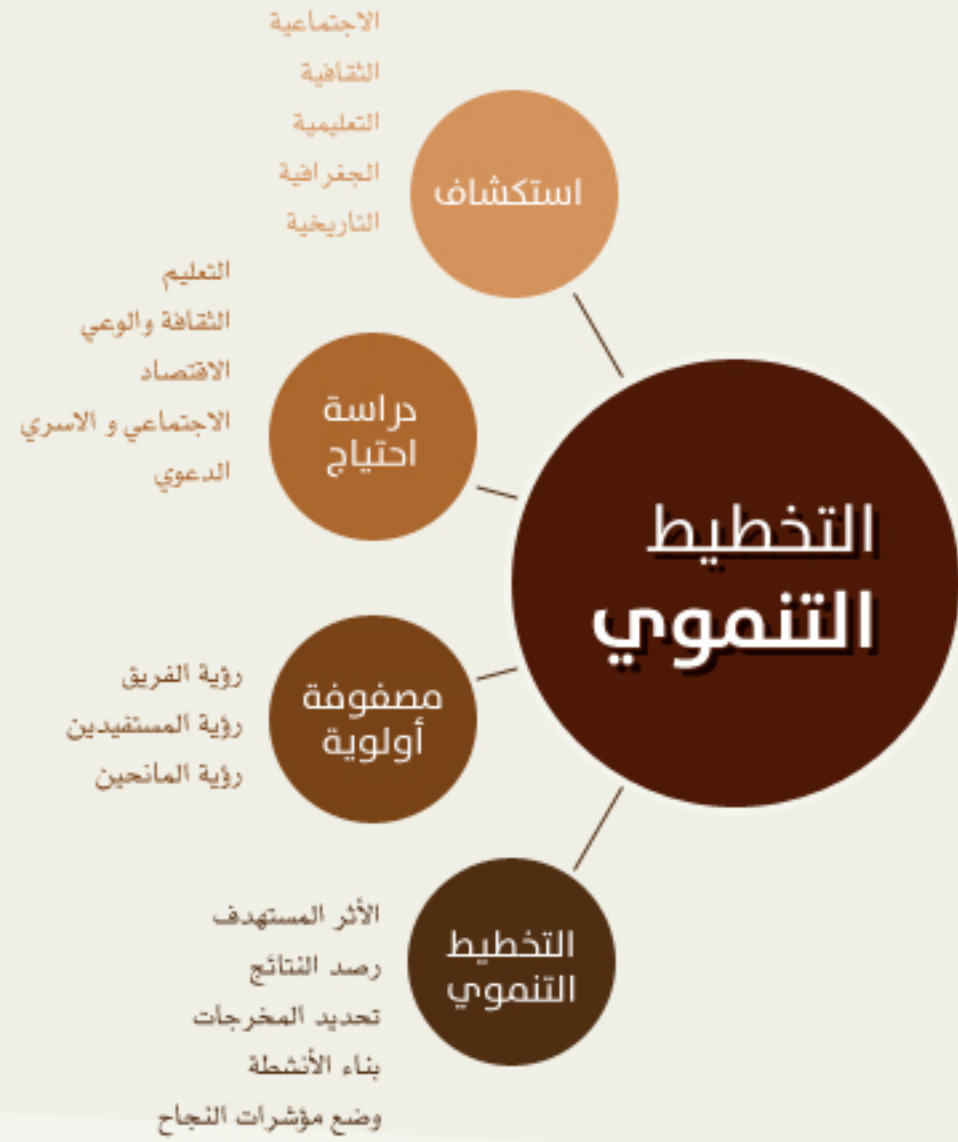 التخطيط
التنموي
استكشاف
الاجتماعية
الثقافية
التعليمية
الجغرافية
التاريخية
دراسة
احتياج
التعليم
الثقافة والوعي
الاقتصاد
الاجتماعي و الاسري
الدعوي
مصفوفة
أولوية
رؤية الفريق
رؤية المستفيدين
رؤية المانحين
التخطيط
التنموي
الأثر المستهدف
رصد النتائج
تحديد المخرجات
بناء الأنشطة
وضع مؤشرات النجاح